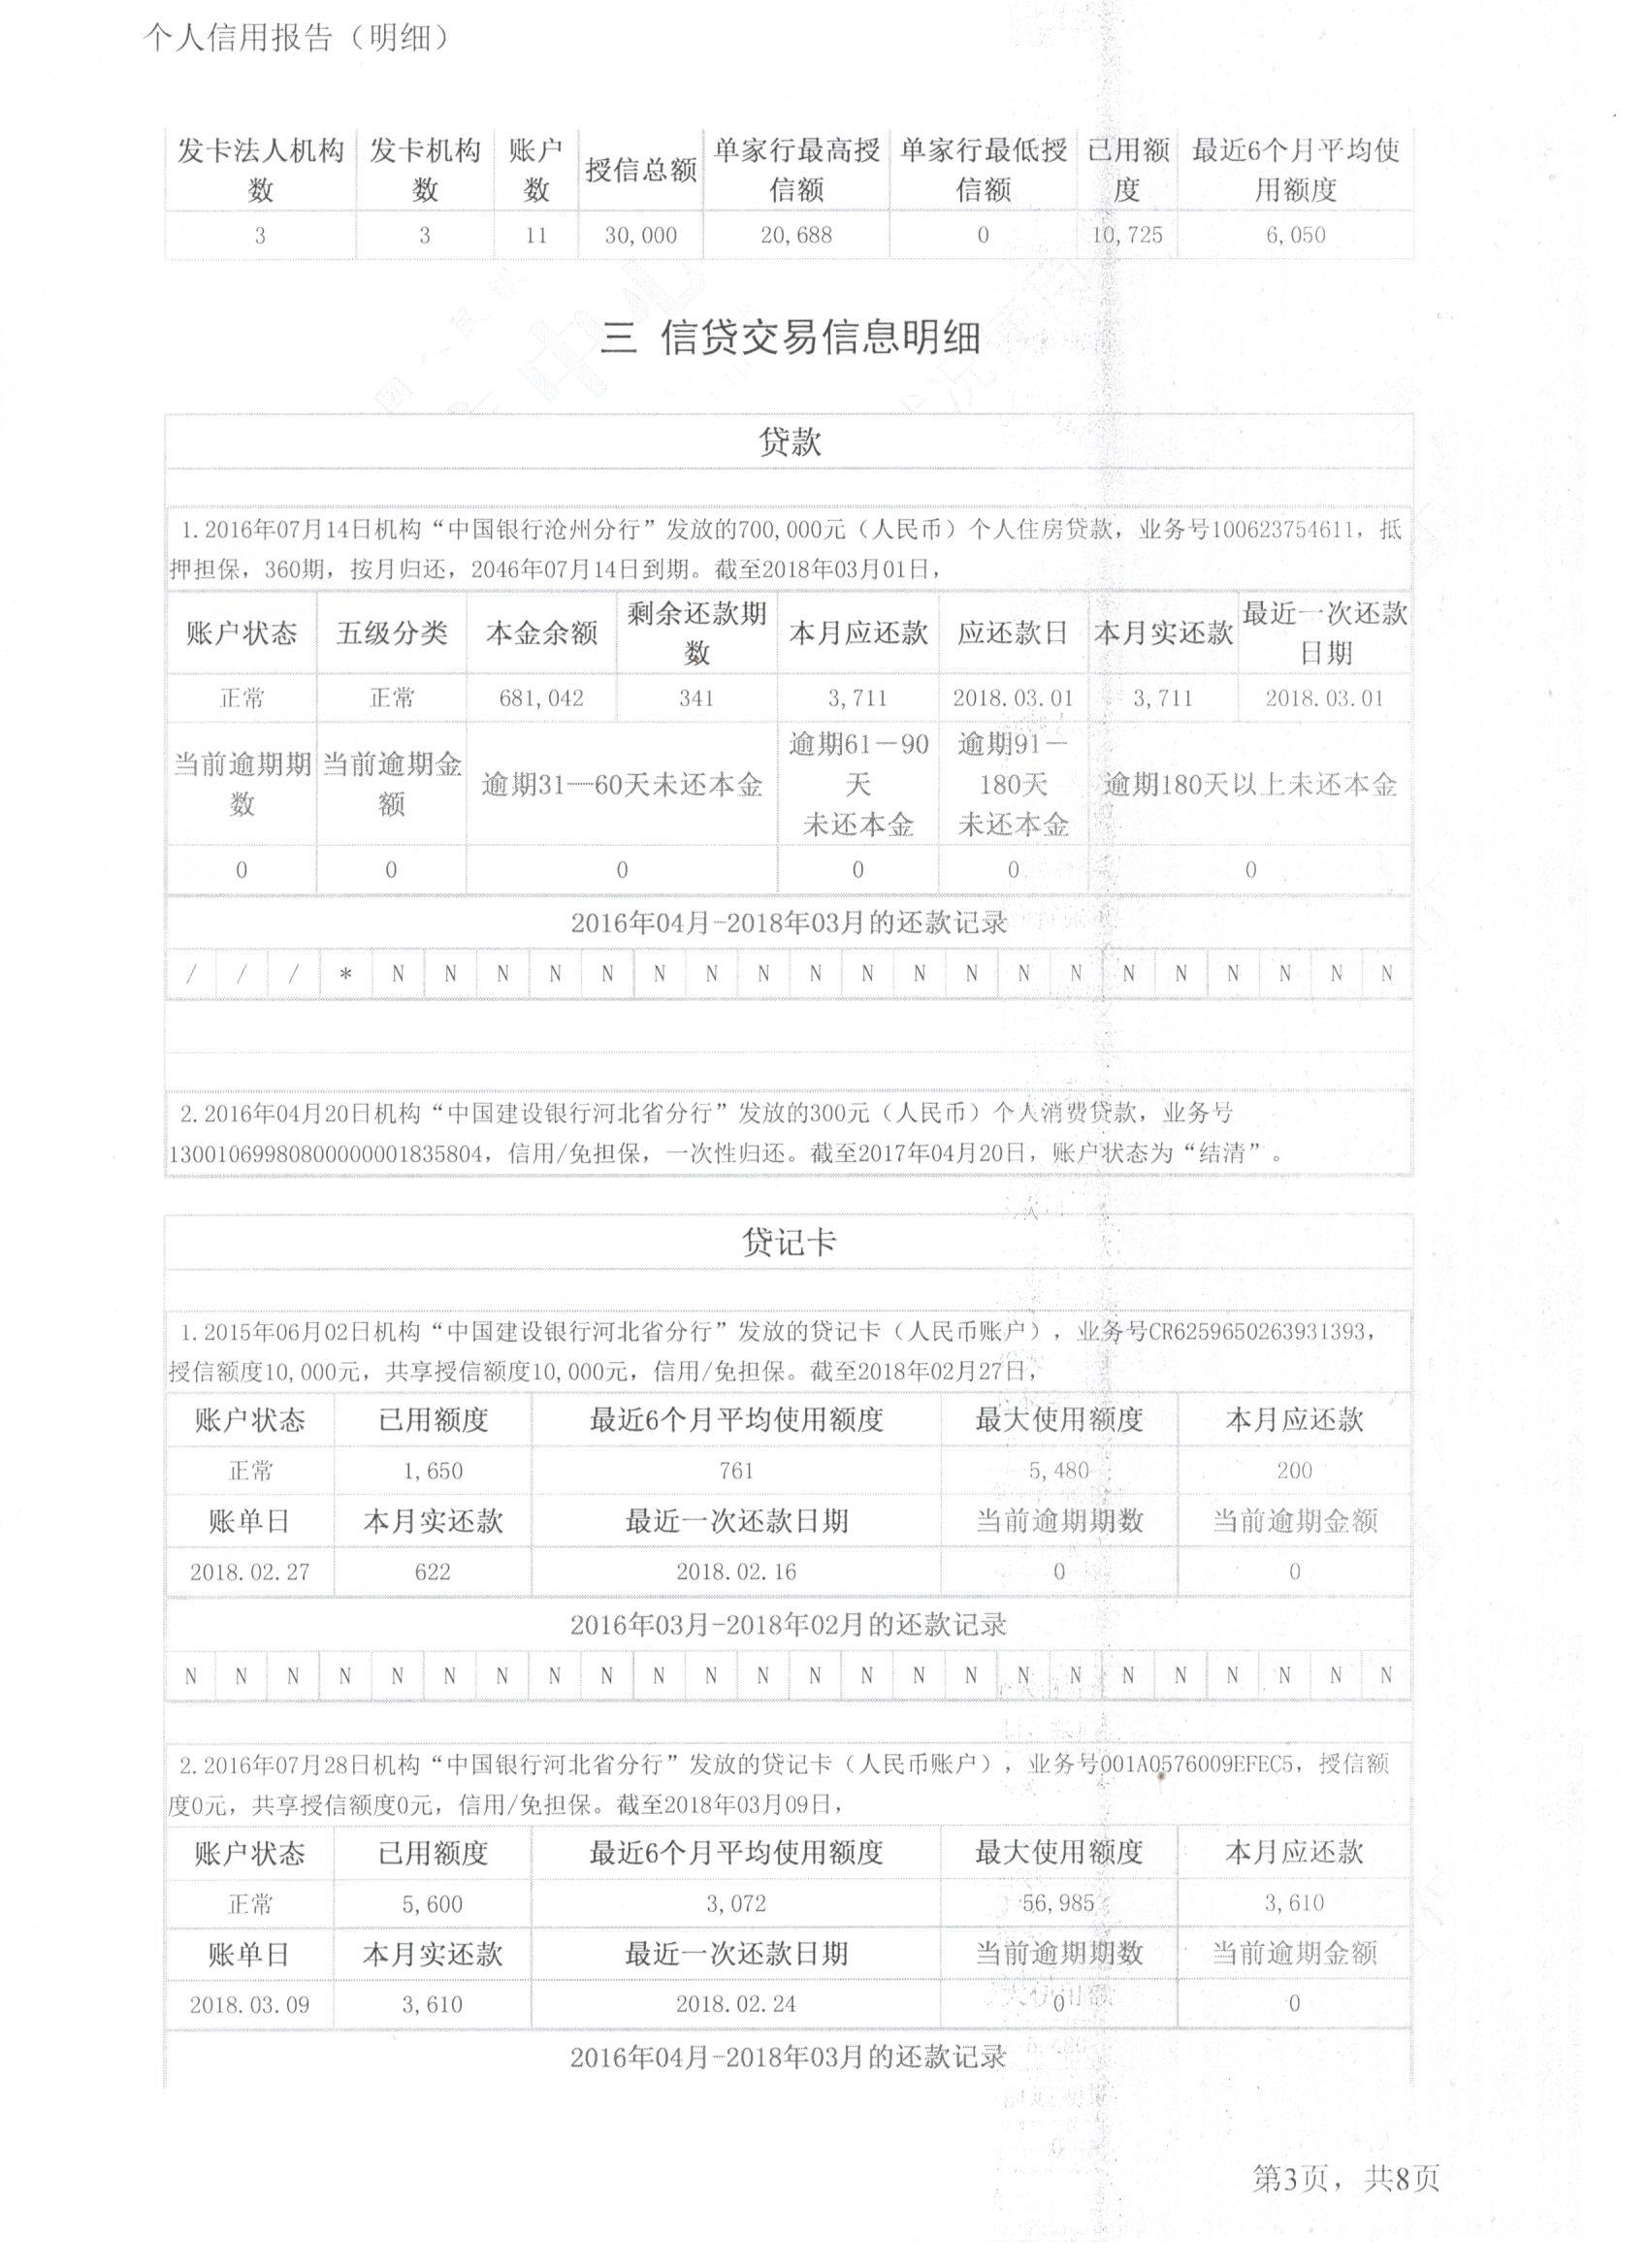 个人信用报告（明细）
发卡法人机构数 发卡机构数 账户数 授信总额 单家行最高授信额 单家行最低授信额 已用额度 最近6个月平均使用额度
3 3 11 30,000 20,688 0 10,725 6,050
三 信贷交易信息明细
贷款
1.2016年07月14日机构“中国银行沧州分行”发放的700,000元（人民币）个人住房贷款，业务号100623754611，抵
押担保，360期，按月归还，2046年07月14日到期。截至2018年03月01日，
账户状态 五级分类 本金余额 剩余还款期数 本月应还款 应还款日 本月实还款 最近一次还款日期
正常 正常 681,042 341 3,711 2018.03.01 3,711 2018.03.01
当前逾期期数 当前逾期金额 逾期31—60天未还本金 逾期61－90天未还本金 逾期91－180天未还本金 逾期180天以上未还本金
0 0 0 0 0 0
2016年04月-2018年03月的还款记录
/ / / * N N N N N N N N N N N N N N N N N N N N
2.2016年04月20日机构“中国建设银行河北省分行”发放的300元（人民币）个人消费贷款，业务号
13001069980800000001835804，信用/免担保，一次性归还。截至2017年04月20日，账户状态为“结清”。
贷记卡
1.2015年06月02日机构“中国建设银行河北省分行”发放的贷记卡（人民币账户），业务号CR6259650263931393，
授信额度10,000元，共享授信额度10,000元，信用/免担保。截至2018年02月27日，
账户状态 已用额度 最近6个月平均使用额度 最大使用额度 本月应还款
正常 1,650 761 5,480 200
账单日 本月实还款 最近一次还款日期 当前逾期期数 当前逾期金额
2018.02.27 622 2018.02.16 0 0
2016年03月-2018年02月的还款记录
N N N N N N N N N N N N N N N N N N N N N N N N
2.2016年07月28日机构“中国银行河北省分行”发放的贷记卡（人民币账户），业务号001A0576009EFEC5，授信额
度0元，共享授信额度0元，信用/免担保。截至2018年03月09日，
账户状态 已用额度 最近6个月平均使用额度 最大使用额度 本月应还款
正常 5,600 3,072 56,985 3,610
账单日 本月实还款 最近一次还款日期 当前逾期期数 当前逾期金额
2018.03.09 3,610 2018.02.24 0 0
2016年04月-2018年03月的还款记录
第3页，共8页